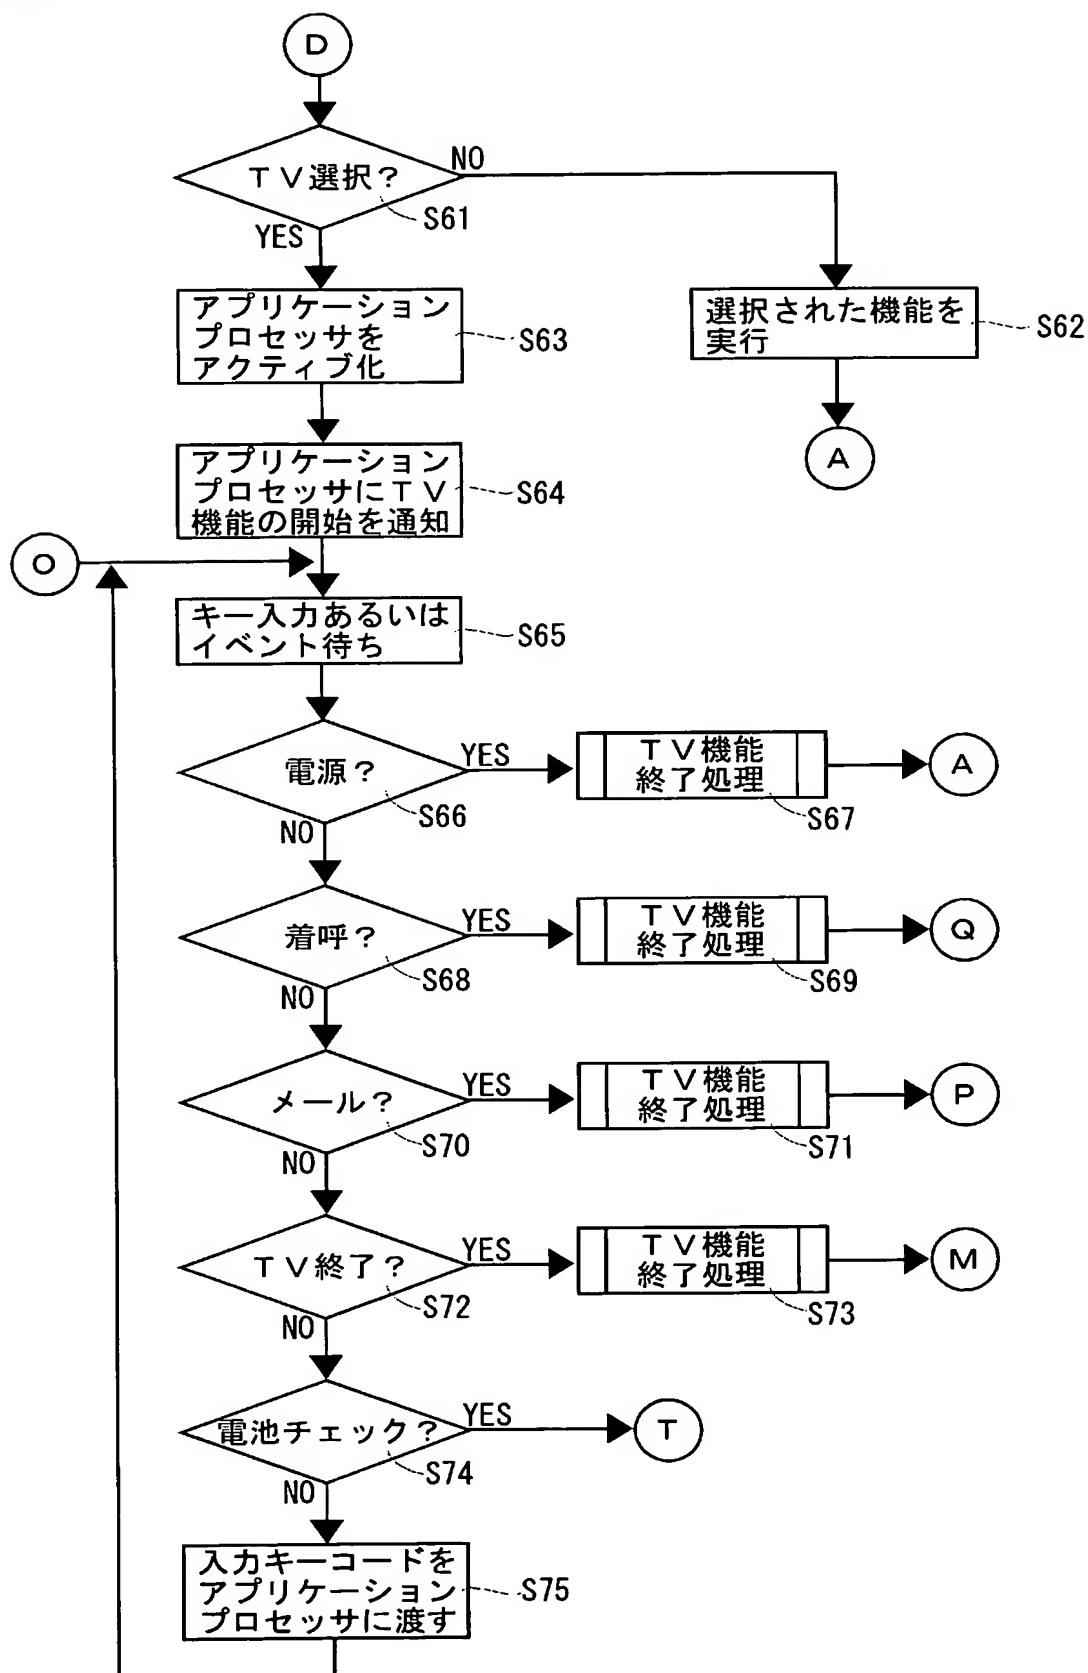 D
ＴＶ選択？
NO
S61
YES
アプリケーション
プロセッサを
アクティブ化
S63
選択された機能を
実行
S62
A
アプリケーション
プロセッサにＴＶ
機能の開始を通知
S64
O
キー入力あるいは
イベント待ち
S65
電源？
YES
S66
NO
ＴＶ機能
終了処理
S67
A
着呼？
YES
S68
NO
ＴＶ機能
終了処理
S69
Q
メール？
YES
S70
NO
ＴＶ機能
終了処理
S71
P
ＴＶ終了？
YES
S72
NO
ＴＶ機能
終了処理
S73
M
電池チェック？
YES
S74
NO
T
入力キーコードを
アプリケーション
プロセッサに渡す
S75